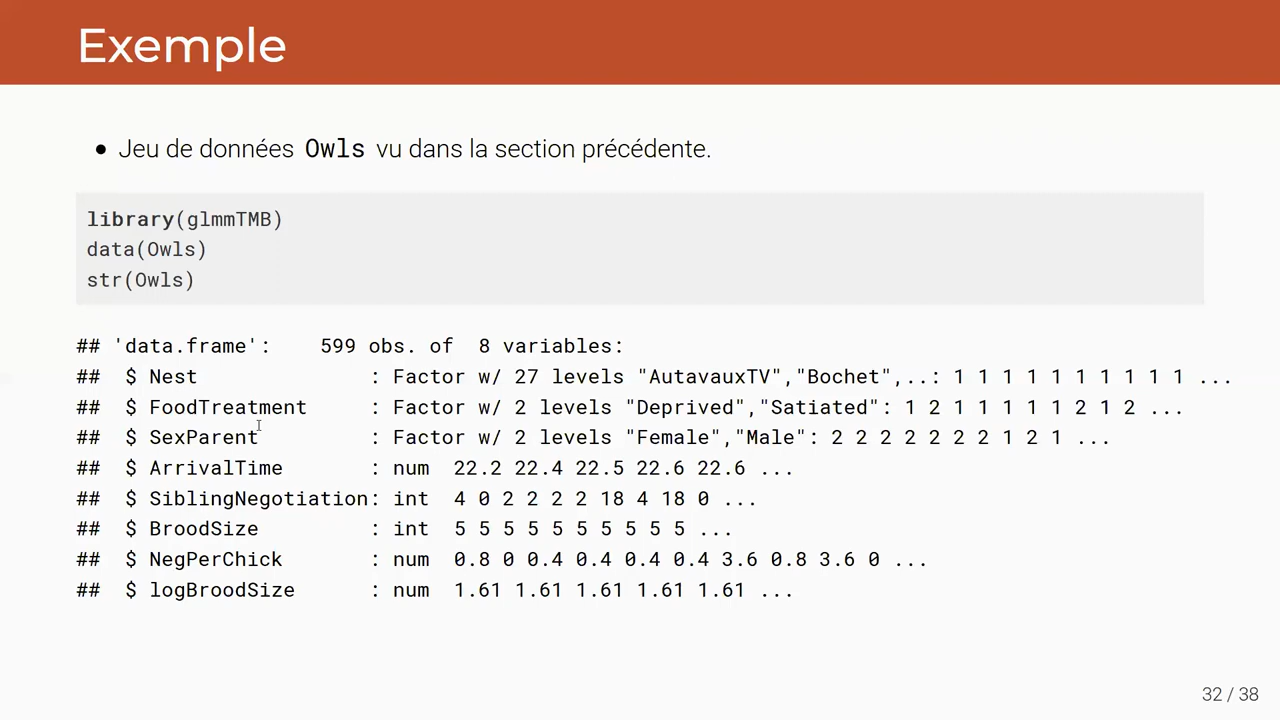 Exemple
• Jeu de données Owls vu dans la section précédente.
library(glmmTMB)
data(Owls)
str(Owls)
## 'data.frame':    599 obs. of  8 variables:
##  $ Nest              : Factor w/ 27 levels "AutavauxTV","Bochet",..: 1 1 1 1 1 1 1 1 1 1 ...
##  $ FoodTreatment     : Factor w/ 2 levels "Deprived","Satiated": 1 2 1 1 1 1 1 2 1 2 ...
##  $ SexParent         : Factor w/ 2 levels "Female","Male": 2 2 2 2 2 2 2 1 2 1 ...
##  $ ArrivalTime       : num  22.2 22.4 22.5 22.6 22.6 ...
##  $ SiblingNegotiation: int  4 0 2 2 2 2 18 4 18 0 ...
##  $ BroodSize         : int  5 5 5 5 5 5 5 5 5 5 ...
##  $ NegPerChick       : num  0.8 0 0.4 0.4 0.4 0.4 3.6 0.8 3.6 0 ...
##  $ logBroodSize      : num  1.61 1.61 1.61 1.61 1.61 ...
32 / 38